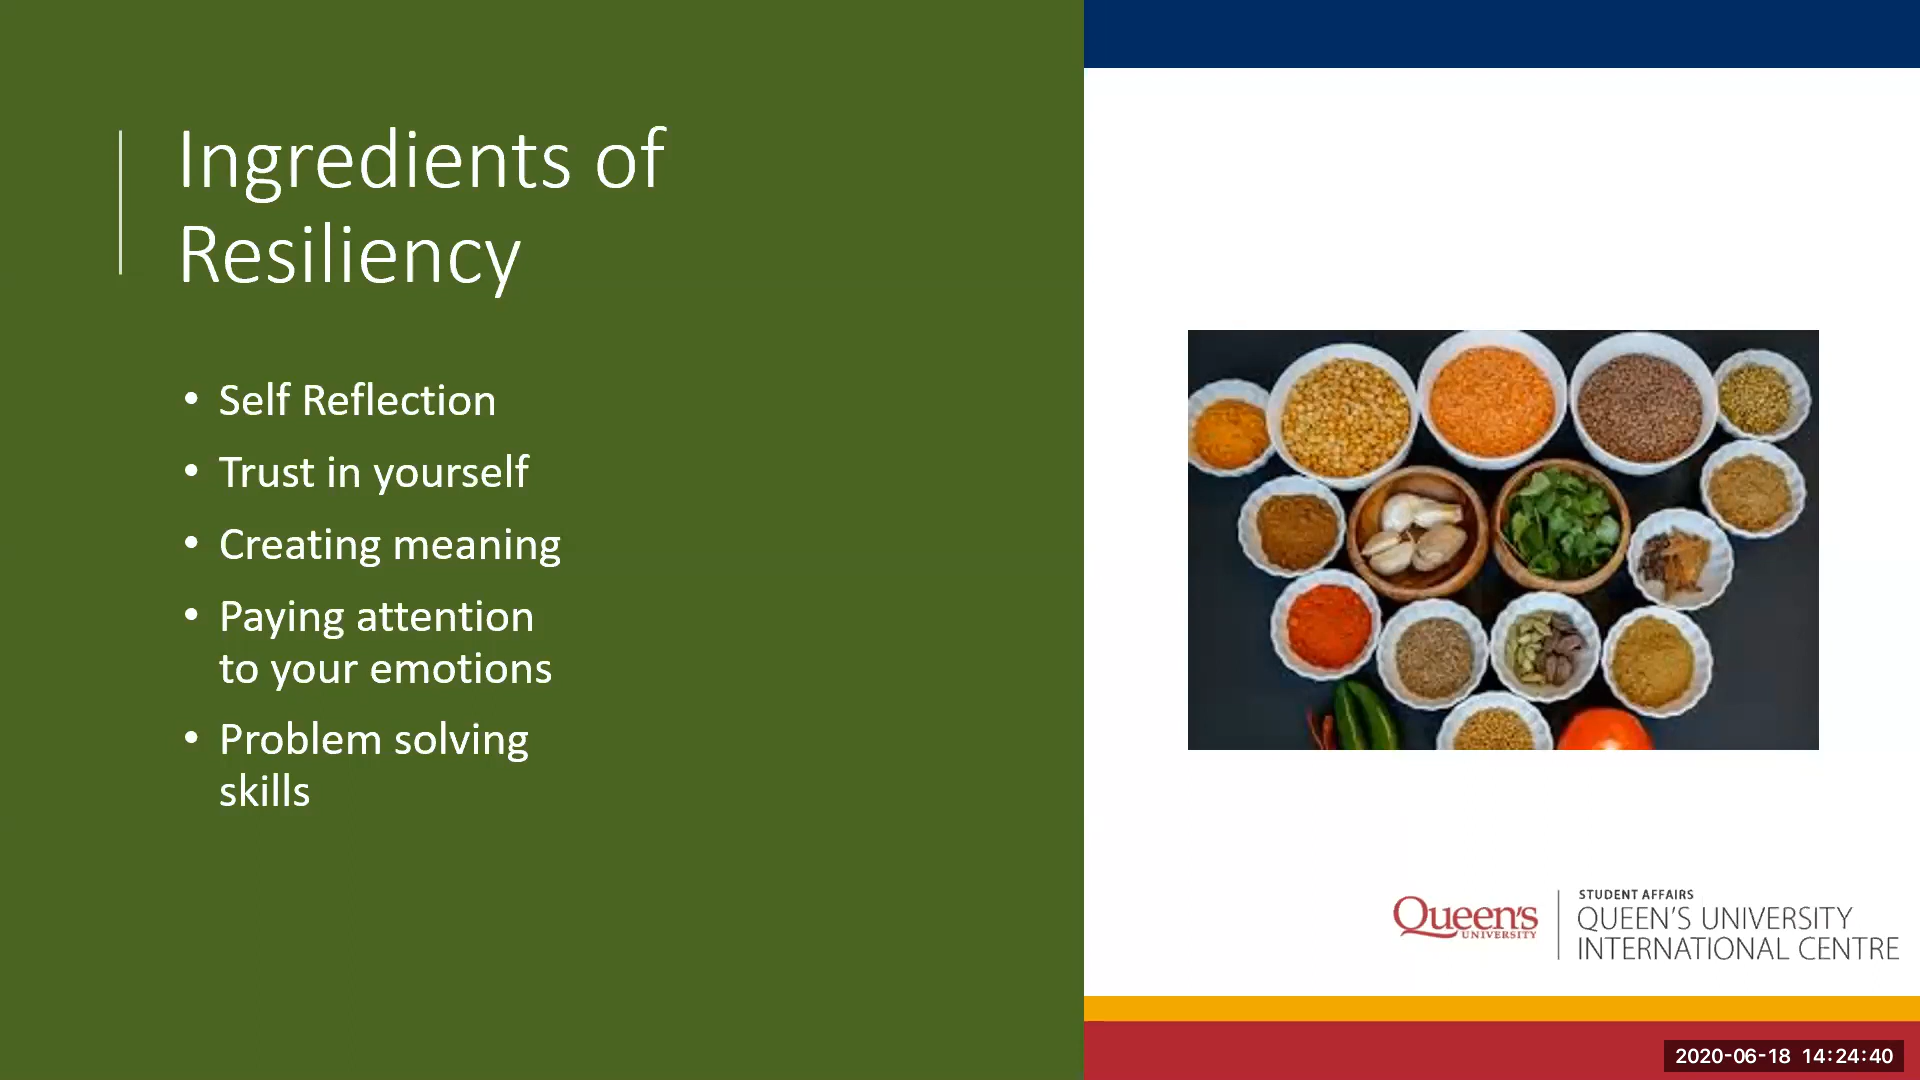 Ingredients of
Resiliency
• Self Reflection
• Trust in yourself
• Creating meaning
• Paying attention
to your emotions
• Problem solving
skills
Queen's
UNIVERSITY
STUDENT AFFAIRS
QUEEN'S UNIVERSITY
INTERNATIONAL CENTRE
2020-06-18 14:24:40